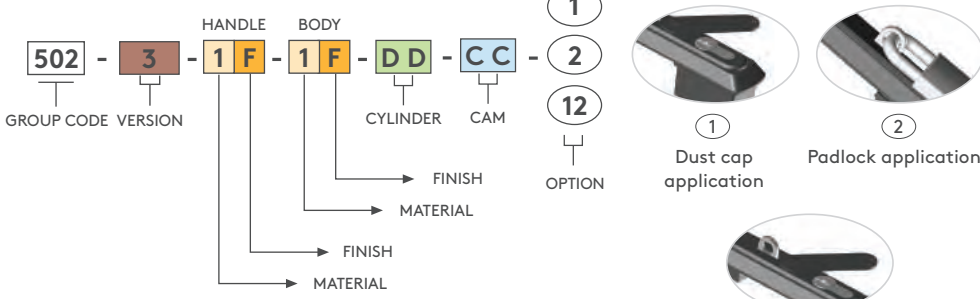 HANDLE BODY
1
502 - 3 - 1 F - 1 F - D D - C C - 2
12
GROUP CODE VERSION CYLINDER CAM
OPTION
FINISH
MATERIAL
FINISH
MATERIAL
1
Dust cap
application
2
Padlock application